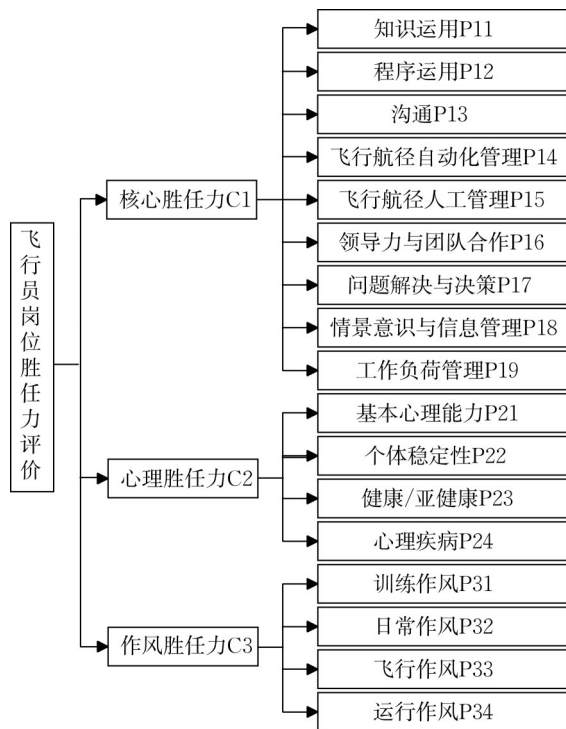 飞行员岗位胜任力评价
核心胜任力C1
知识运用P11
程序运用P12
沟通P13
飞行航径自动化管理P14
飞行航径人工管理P15
领导力与团队合作P16
问题解决与决策P17
情景意识与信息管理P18
工作负荷管理P19
心理胜任力C2
基本心理能力P21
个体稳定性P22
健康/亚健康P23
心理疾病P24
作风胜任力C3
训练作风P31
日常作风P32
飞行作风P33
运行作风P34